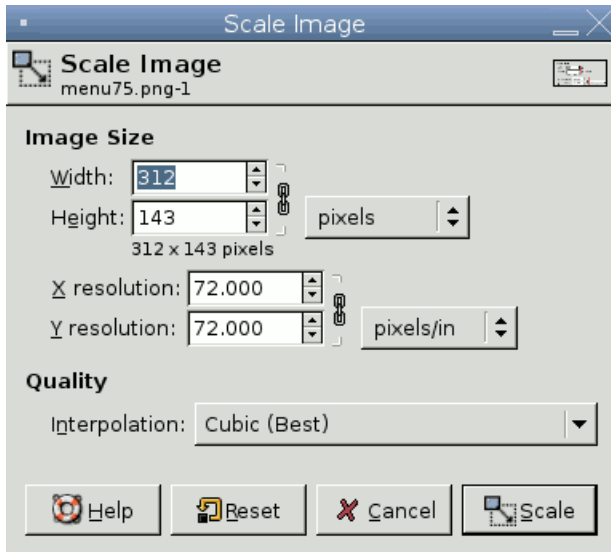 Scale Image
Scale Image
menu75.png-1
Image Size
Width: 312
Height: 143 pixels
312 x 143 pixels
X resolution: 72.000
Y resolution: 72.000 pixels/in
Quality
Interpolation: Cubic (Best)
Help Reset Cancel Scale